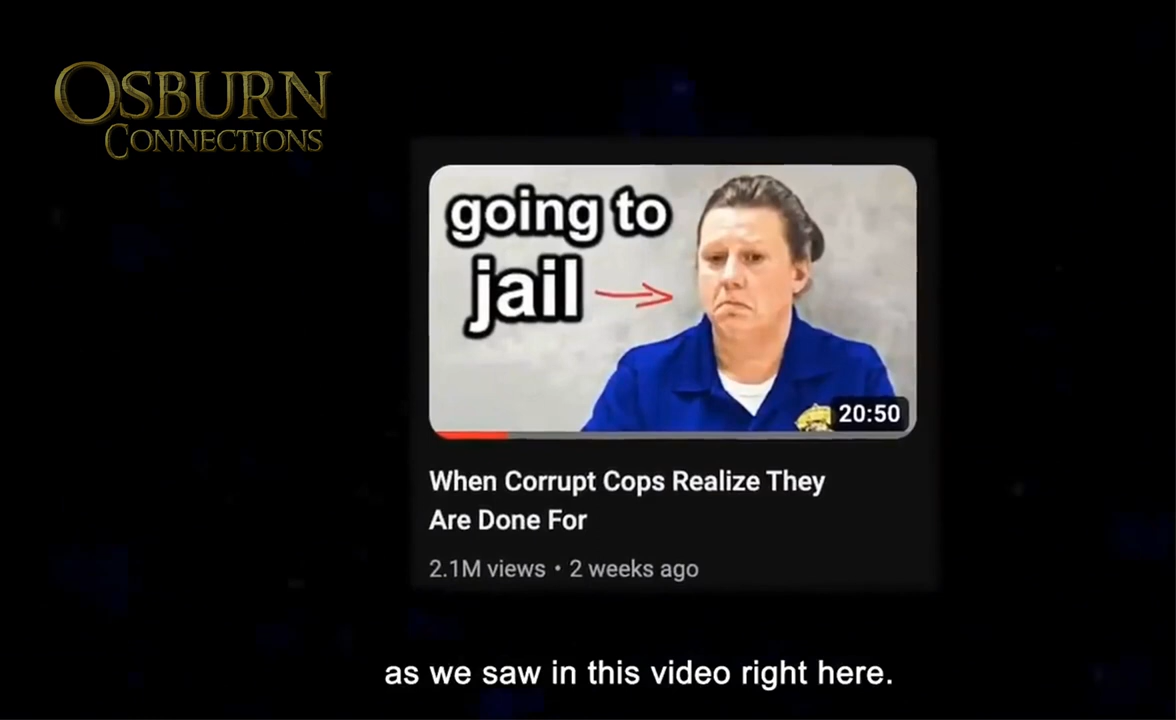 OSBURN
CONNECTIONS
going to
jail
20:50
When Corrupt Cops Realize They
Are Done For
2.1M views • 2 weeks ago
as we saw in this video right here.